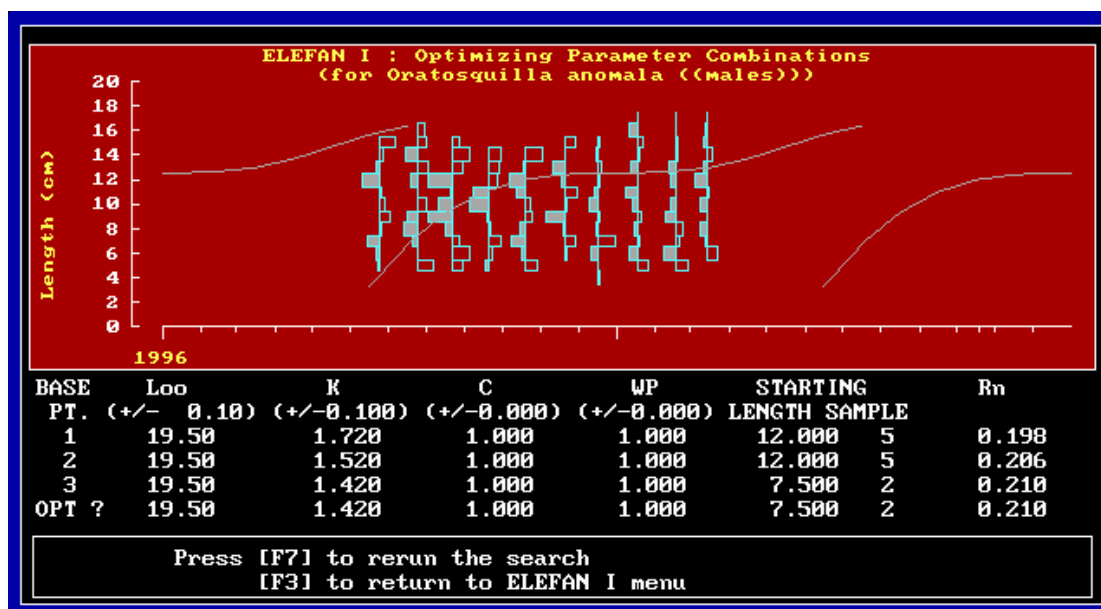 ELEFAN I : Optimizing Parameter Combinations
(for Oratosquilla anomala ((males)))
20
18
16
14
12
10
8
6
4
2
0
Length (cm)
1996
BASE Loo K C WP STARTING Rn
PT. (+/- 0.10) (+/-0.100) (+/-0.000) (+/-0.000) LENGTH SAMPLE
1 19.50 1.720 1.000 1.000 12.000 5 0.198
2 19.50 1.520 1.000 1.000 12.000 5 0.206
3 19.50 1.420 1.000 1.000 7.500 2 0.210
OPT ? 19.50 1.420 1.000 1.000 7.500 2 0.210
Press [F7] to rerun the search
[F3] to return to ELEFAN I menu